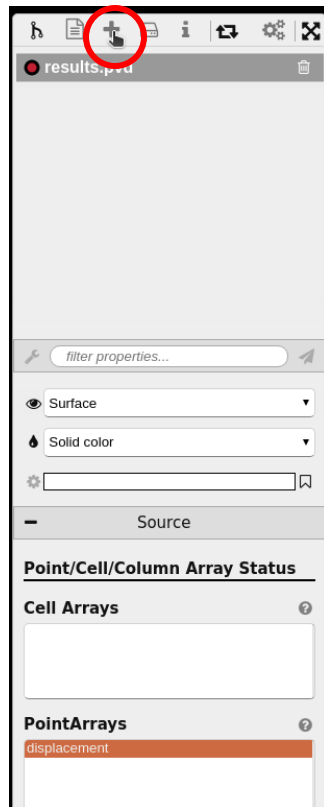 results.pvd
filter properties...
Surface
Solid color
Source
Point/Cell/Column Array Status
Cell Arrays
PointArrays
displacement